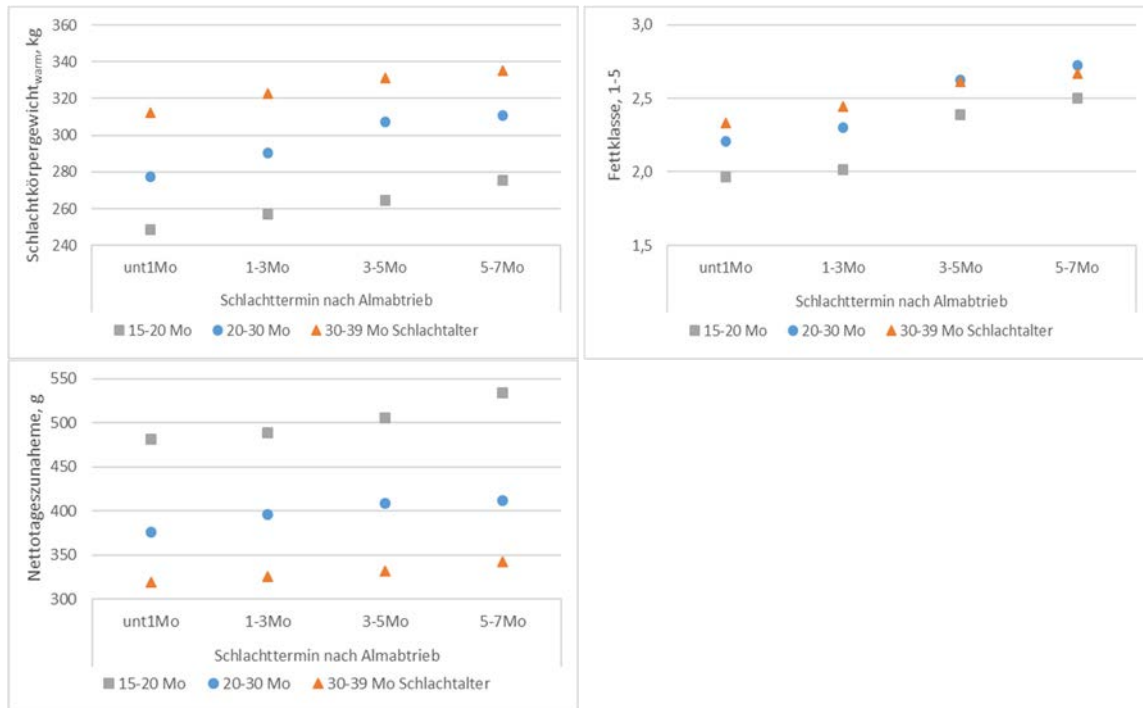 Schlachtkörpergewicht warm, kg
360
340
320
300
280
260
240
unt1Mo 1-3Mo 3-5Mo 5-7Mo
Schlachttermin nach Almabtrieb
15-20 Mo 20-30 Mo 30-39 Mo Schlachtalter
Fettklasse, 1-5
3,0
2,5
2,0
1,5
unt1Mo 1-3Mo 3-5Mo 5-7Mo
Schlachttermin nach Almabtrieb
15-20 Mo 20-30 Mo 30-39 Mo Schlachtalter
Nettotageszunaheme, g
550
500
450
400
350
300
unt1Mo 1-3Mo 3-5Mo 5-7Mo
Schlachttermin nach Almabtrieb
15-20 Mo 20-30 Mo 30-39 Mo Schlachtalter